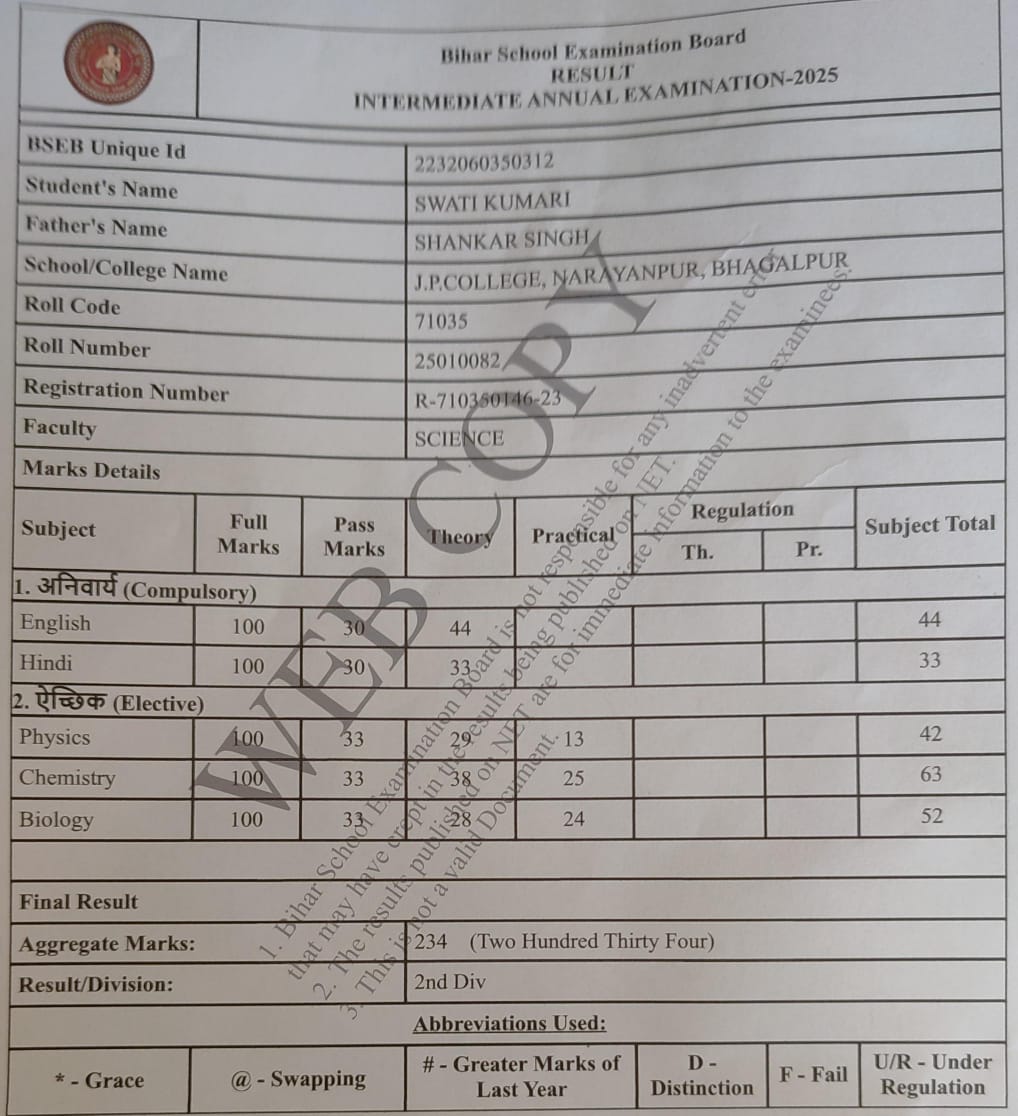 Bihar School Examination Board
RESULT
INTERMEDIATE ANNUAL EXAMINATION-2025
BSEB Unique Id 2232060350312
Student's Name SWATI KUMARI
Father's Name SHANKAR SINGH
School/College Name J.P.COLLEGE, NARAYANPUR, BHAGALPUR
Roll Code 71035
Roll Number 25010082
Registration Number R-710350146-23
Faculty SCIENCE
Marks Details
Subject Full Marks Pass Marks Theory Practical Regulation Th. Pr. Subject Total
1. अनिवार्य (Compulsory)
English 100 30 44 44
Hindi 100 30 33 33
2. ऐच्छिक (Elective)
Physics 100 33 29 13 42
Chemistry 100 33 38 25 63
Biology 100 33 28 24 52
Final Result
Aggregate Marks: 234 (Two Hundred Thirty Four)
Result/Division: 2nd Div
Abbreviations Used:
* - Grace @ - Swapping # - Greater Marks of Last Year D - Distinction F - Fail U/R - Under Regulation
WEB COPY
1. Bihar School Examination Board is not responsible for any inadvertent error
that may have crept in the results being published on NET.
2. The results published on NET are for immediate information to the examinees.
3. This is not a valid Document.